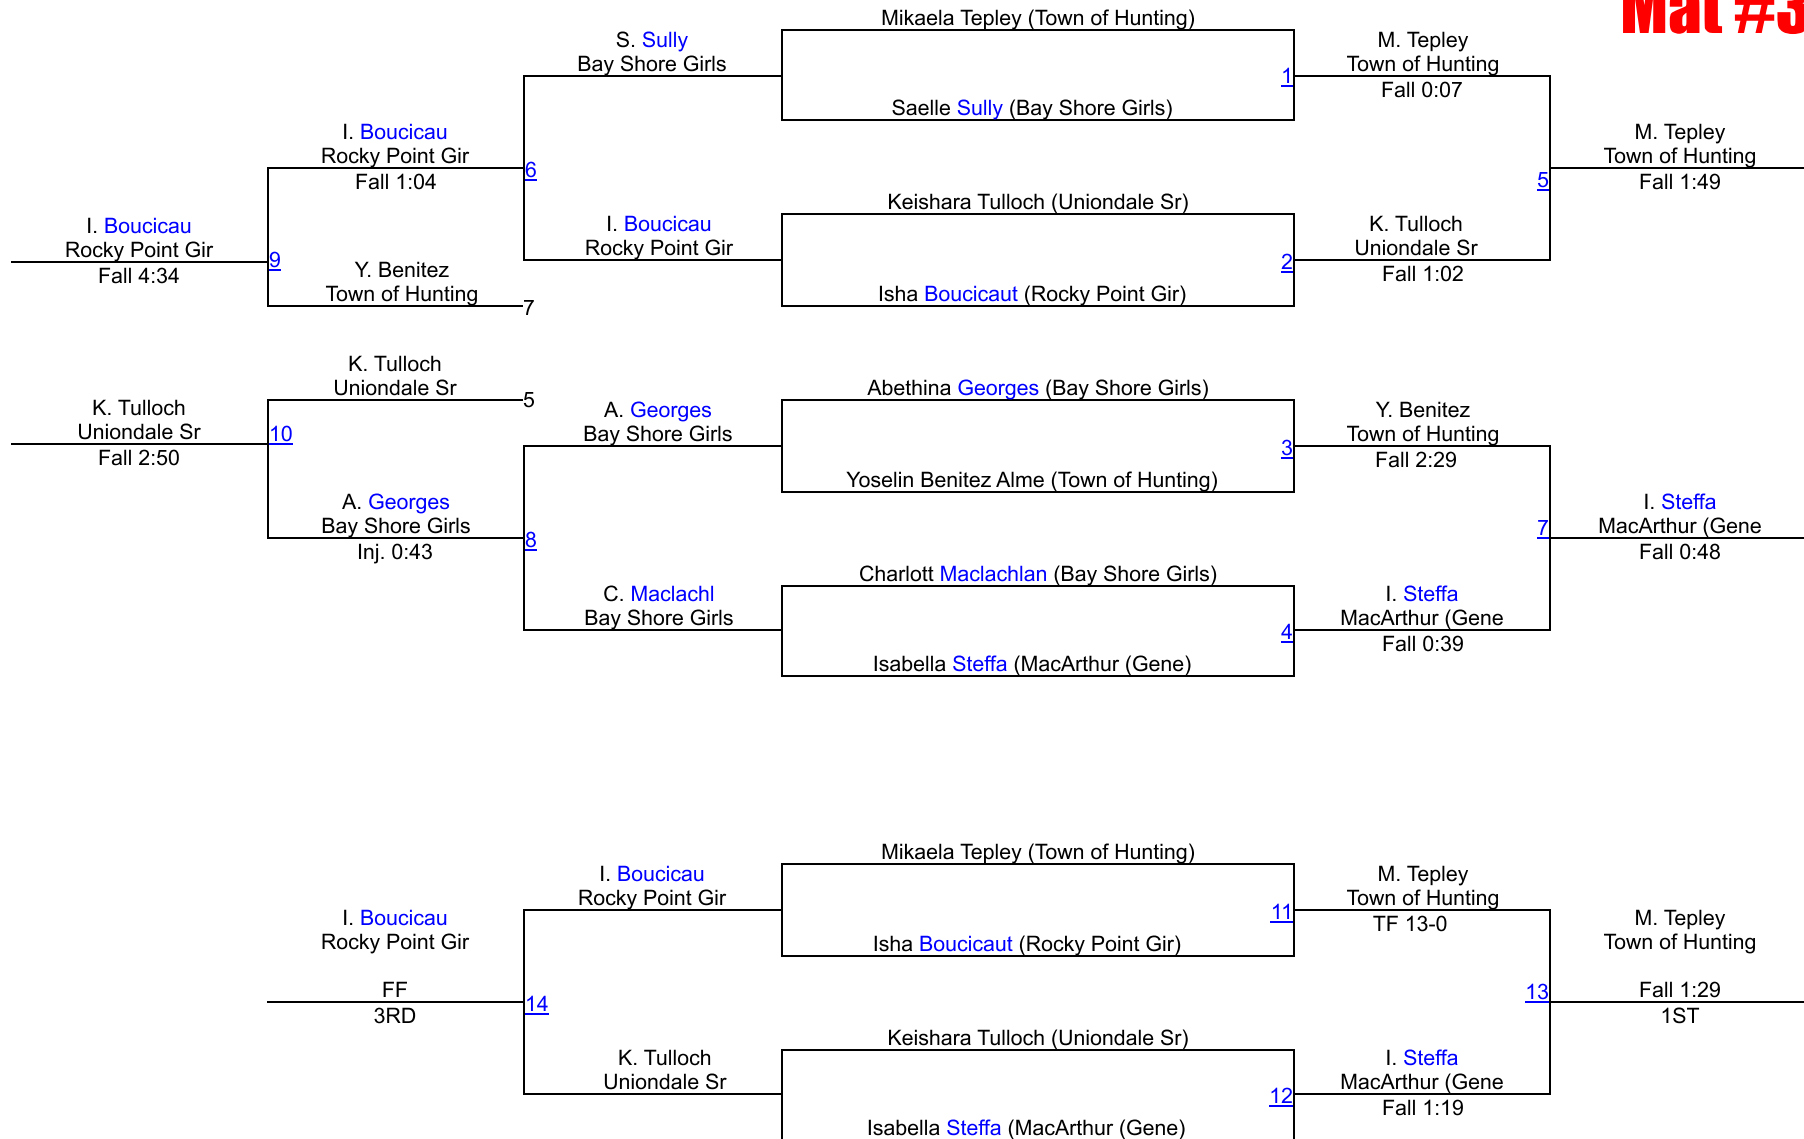 Mat #3
Mikaela Tepley (Town of Hunting)
S. Sully
Bay Shore Girls
1
M. Tepley
Town of Hunting
Fall 0:07
Saelle Sully (Bay Shore Girls)
I. Boucicau
Rocky Point Gir
Fall 1:04
6
5
M. Tepley
Town of Hunting
Fall 1:49
Keishara Tulloch (Uniondale Sr)
I. Boucicau
Rocky Point Gir
Fall 4:34
9
I. Boucicau
Rocky Point Gir
2
K. Tulloch
Uniondale Sr
Fall 1:02
Y. Benitez
Town of Hunting
7
Isha Boucicaut (Rocky Point Gir)
K. Tulloch
Uniondale Sr
5
Abethina Georges (Bay Shore Girls)
K. Tulloch
Uniondale Sr
Fall 2:50
10
A. Georges
Bay Shore Girls
3
Y. Benitez
Town of Hunting
Fall 2:29
Yoselin Benitez Alme (Town of Hunting)
A. Georges
Bay Shore Girls
Inj. 0:43
8
7
I. Steffa
MacArthur (Gene
Fall 0:48
Charlott Maclachlan (Bay Shore Girls)
C. Maclachl
Bay Shore Girls
4
I. Steffa
MacArthur (Gene
Fall 0:39
Isabella Steffa (MacArthur (Gene)
Mikaela Tepley (Town of Hunting)
I. Boucicau
Rocky Point Gir
11
M. Tepley
Town of Hunting
TF 13-0
Isha Boucicaut (Rocky Point Gir)
I. Boucicau
Rocky Point Gir
FF
3RD
14
13
M. Tepley
Town of Hunting
Fall 1:29
1ST
Keishara Tulloch (Uniondale Sr)
K. Tulloch
Uniondale Sr
12
I. Steffa
MacArthur (Gene
Fall 1:19
Isabella Steffa (MacArthur (Gene)